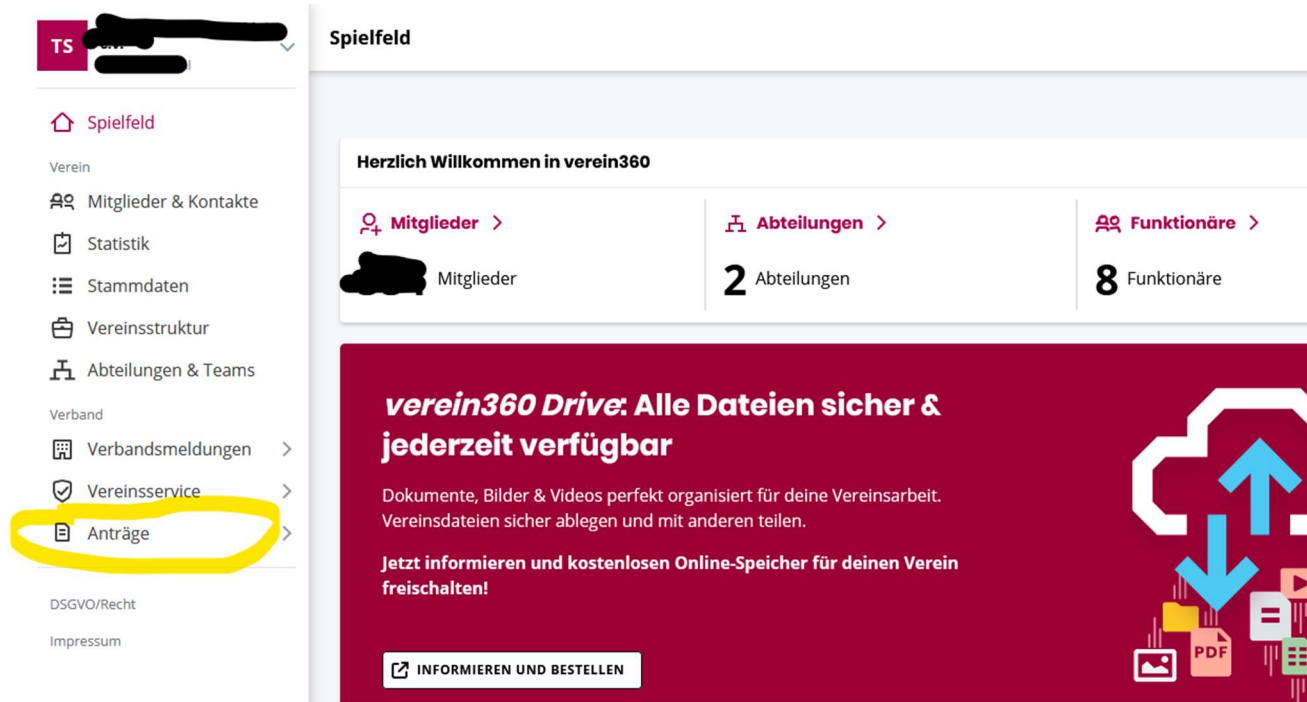 TS
Spielfeld
Spielfeld
Verein
Mitglieder & Kontakte
Statistik
Stammdaten
Vereinsstruktur
Abteilungen & Teams
Verband
Verbandsmeldungen
Vereinsservice
Anträge
DSGVO/Recht
Impressum
Herzlich Willkommen in verein360
Mitglieder
Mitglieder
Abteilungen
2 Abteilungen
Funktionäre
8 Funktionäre
verein360 Drive: Alle Dateien sicher &
jederzeit verfügbar
Dokumente, Bilder & Videos perfekt organisiert für deine Vereinsarbeit.
Vereinsdateien sicher ablegen und mit anderen teilen.
Jetzt informieren und kostenlosen Online-Speicher für deinen Verein
freischalten!
INFORMIEREN UND BESTELLEN
PDF